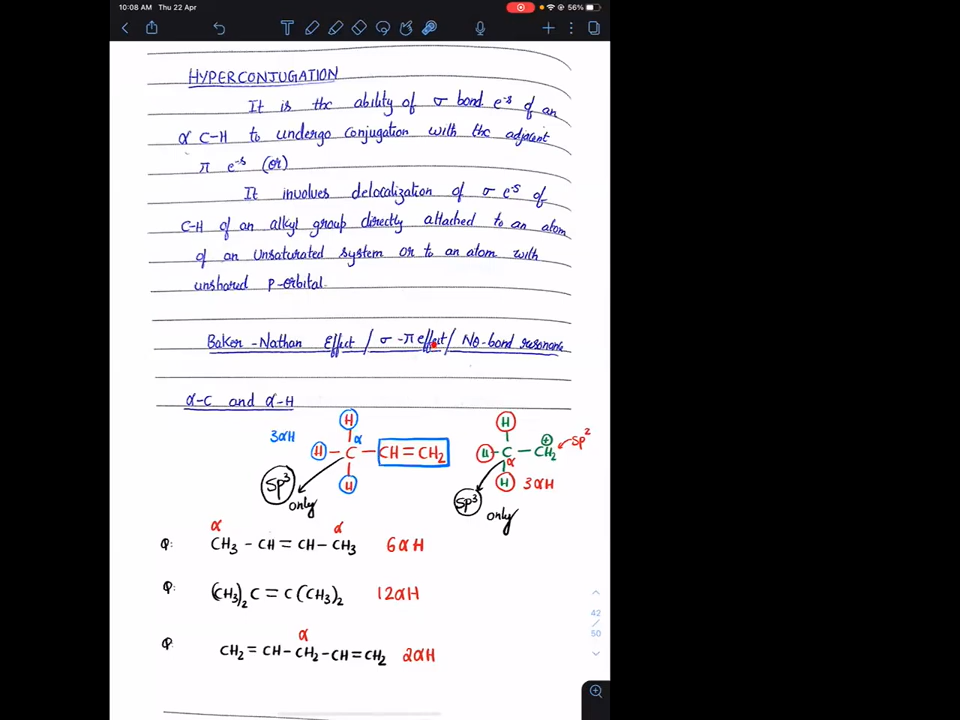 10:08 AM Thu 22 Apr
56%
HYPERCONJUGATION
It is the ability of σ bond e⁻s of an
α C-H to undergo conjugation with the adjacent
π e⁻s (or)
It involves delocalization of σ e⁻s of
C-H of an alkyl group directly attached to an atom
of an unsaturated system or to an atom with
unshared p-orbital.
Baker-Nathan Effect / σ-π effect / No-bond resonance
α-C and α-H
H H
3αH α ⊕ sp²
H - C - CH = CH₂ H - C - CH₂
α
H H 3αH
sp³ only sp³ only
α α
Q: CH₃ - CH = CH - CH₃ 6αH
Q: (CH₃)₂ C = C (CH₃)₂ 12αH
α
Q: CH₂ = CH - CH₂ - CH = CH₂ 2αH
42
/
50